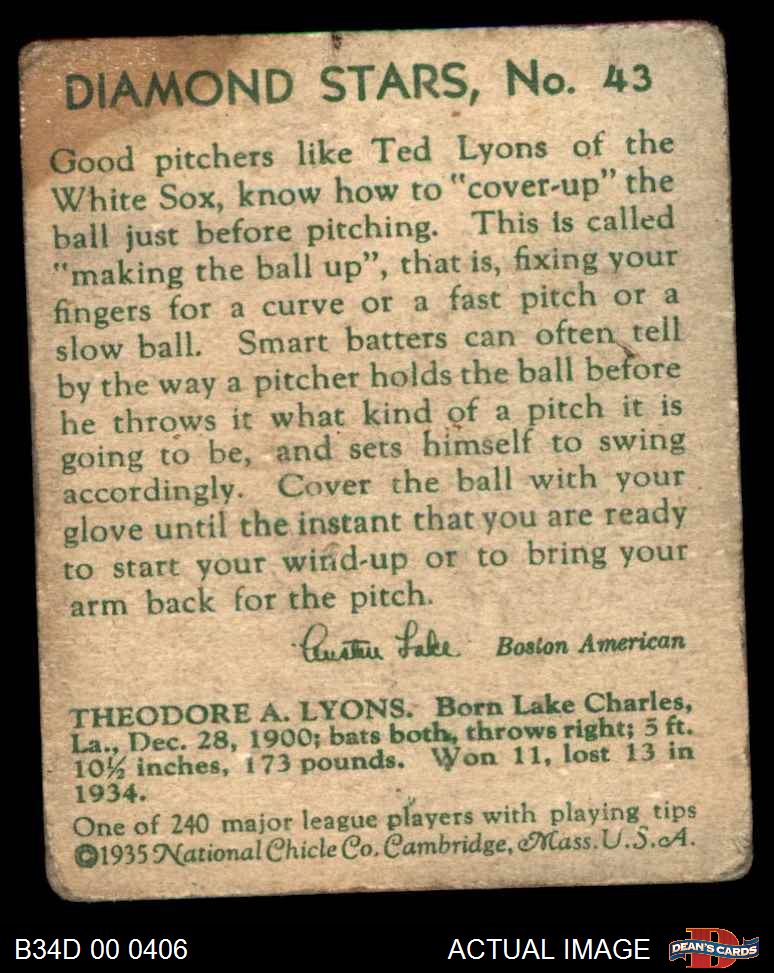 DIAMOND STARS, No. 43
Good pitchers like Ted Lyons of the
White Sox, know how to "cover-up" the
ball just before pitching. This is called
"making the ball up", that is, fixing your
fingers for a curve or a fast pitch or a
slow ball. Smart batters can often tell
by the way a pitcher holds the ball before
he throws it what kind of a pitch it is
going to be, and sets himself to swing
accordingly. Cover the ball with your
glove until the instant that you are ready
to start your wind-up or to bring your
arm back for the pitch.
Austen Lake Boston American
THEODORE A. LYONS. Born Lake Charles,
La., Dec. 28, 1900; bats both, throws right; 5 ft.
10½ inches, 173 pounds. Won 11, lost 13 in
1934.
One of 240 major league players with playing tips
©1935 National Chicle Co. Cambridge, Mass. U.S.A.
B34D 00 0406 ACTUAL IMAGE D DEAN'S CARDS